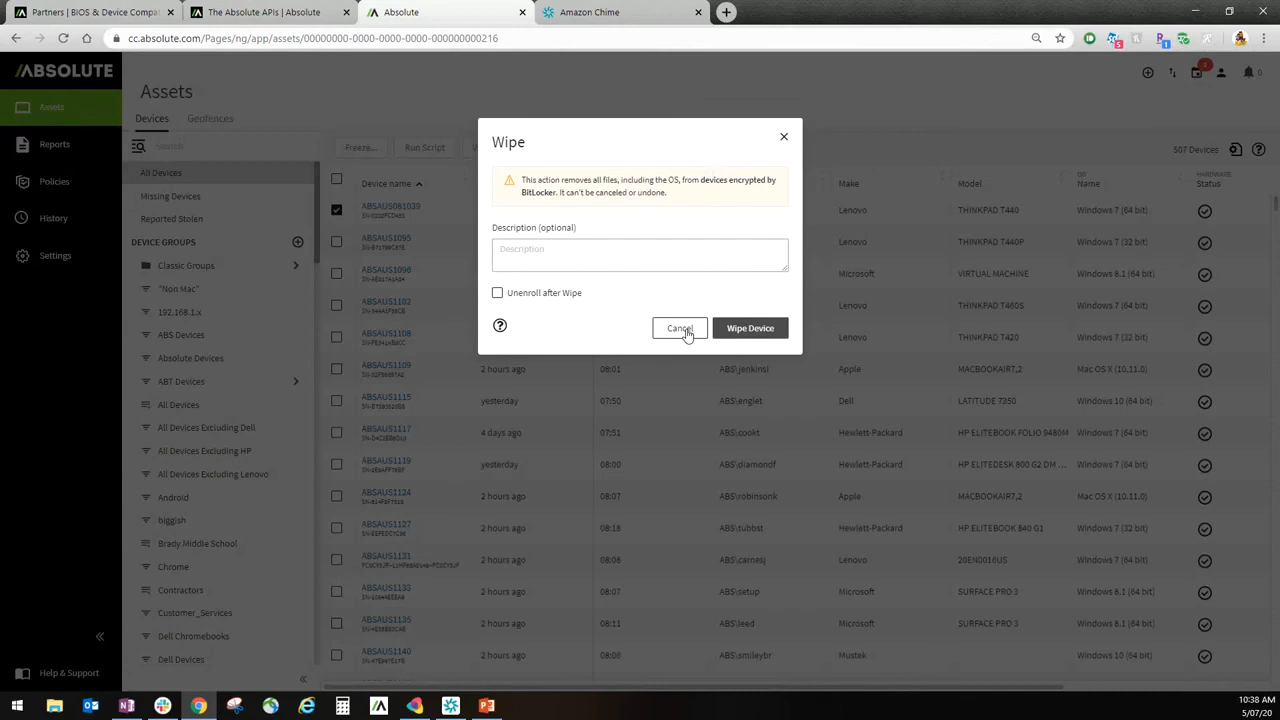 Partners | BIOS & Device Compat
The Absolute APIs | Absolute
Absolute
Amazon Chime
cc.absolute.com/Pages/ng/app/assets/00000000-0000-0000-0000-000000000216
5
1
/ABSOLUTE
Assets
Reports
Policies
History
Settings
Help & Support
Assets
Devices
Geofences
2
0
Search
Freeze...
Run Script
507 Devices
All Devices
Missing Devices
Reported Stolen
DEVICE GROUPS
Classic Groups
"Non Mac"
192.168.1.x
ABS Devices
Absolute Devices
ABT Devices
All Devices
All Devices Excluding Dell
All Devices Excluding HP
All Devices Excluding Lenovo
Android
biggish
Brady Middle School
Chrome
Contractors
Customer_Services
Dell Chromebooks
Dell Devices
Wipe
This action removes all files, including the OS, from devices encrypted by
BitLocker. It can't be canceled or undone.
Description (optional)
Description
Unenroll after Wipe
Cancel
Wipe Device
Device name
Make
Model
OS
Name
HARDWARE
Status
ABSAUS081039
Lenovo
THINKPAD T440
Windows 7 (64 bit)
ABSAUS1095
Lenovo
THINKPAD T440P
Windows 7 (32 bit)
ABSAUS1098
Microsoft
VIRTUAL MACHINE
Windows 8.1 (64 bit)
ABSAUS1102
Lenovo
THINKPAD T460S
Windows 7 (64 bit)
ABSAUS1108
Lenovo
THINKPAD T420
Windows 7 (32 bit)
ABSAUS1109
2 hours ago
08:01
ABS\jenkinsl
Apple
MACBOOKAIR7,2
Mac OS X (10.11.0)
ABSAUS1115
yesterday
07:50
ABS\englet
Dell
LATITUDE 7350
Windows 10 (64 bit)
ABSAUS1117
4 days ago
07:51
ABS\cookt
Hewlett-Packard
HP ELITEBOOK FOLIO 9480M
Windows 7 (64 bit)
ABSAUS1119
yesterday
08:00
ABS\diamondf
Hewlett-Packard
HP ELITEDESK 800 G2 DM ...
Windows 7 (64 bit)
ABSAUS1124
2 hours ago
08:07
ABS\robinsonk
Apple
MACBOOKAIR7,2
Mac OS X (10.11.0)
ABSAUS1127
2 hours ago
08:18
ABS\tubbst
Hewlett-Packard
HP ELITEBOOK 840 G1
Windows 7 (32 bit)
ABSAUS1131
2 hours ago
08:08
ABS\carnesj
Lenovo
20EN0016US
Windows 7 (64 bit)
ABSAUS1133
2 hours ago
08:07
ABS\setup
Microsoft
SURFACE PRO 3
Windows 8.1 (64 bit)
ABSAUS1135
2 hours ago
08:11
ABS\leed
Microsoft
SURFACE PRO 3
Windows 8.1 (64 bit)
ABSAUS1140
2 hours ago
08:08
ABS\smileybr
Mustek
Windows 10 (64 bit)
10:38 AM
5/07/20